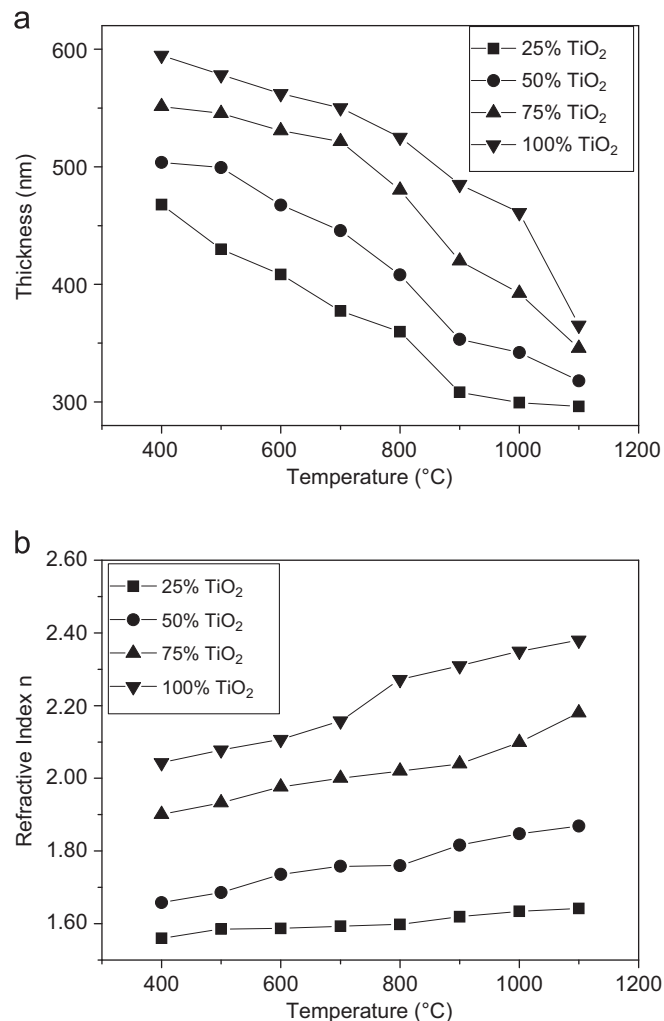 a
600
500
400
300
Thickness (nm)
25% TiO₂
50% TiO₂
75% TiO₂
100% TiO₂
400 600 800 1000 1200
Temperature (°C)
b
2.60
2.40
2.20
2.00
1.80
1.60
Refractive Index n
25% TiO₂
50% TiO₂
75% TiO₂
100% TiO₂
400 600 800 1000 1200
Temperature (°C)